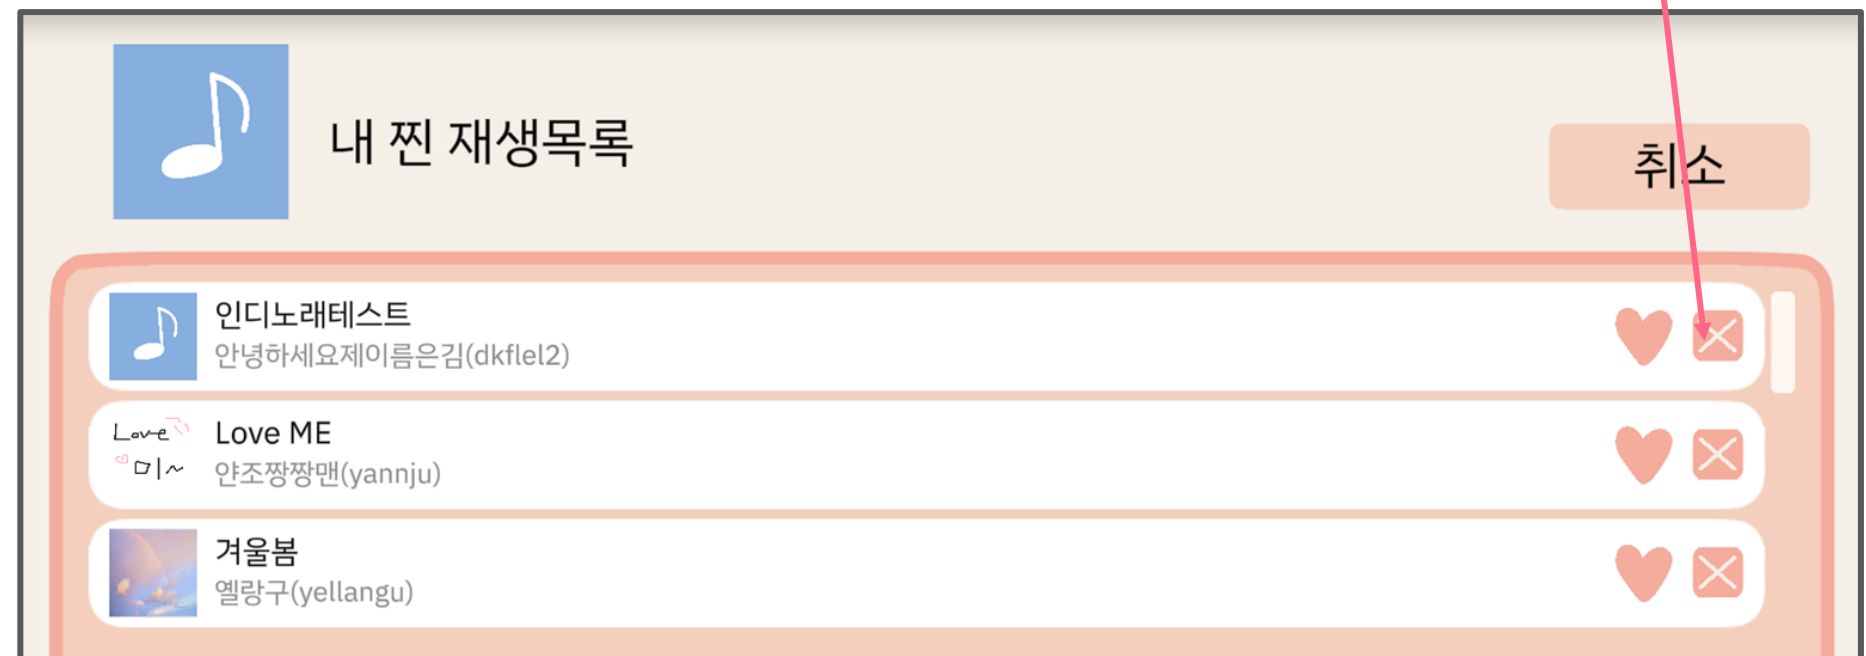 내 찐 재생목록
취소
인디노래테스트
안녕하세요제이름은김(dkflel2)
Love
미~
Love ME
얀조짱짱맨(yannju)
겨울봄
옐랑구(yellangu)